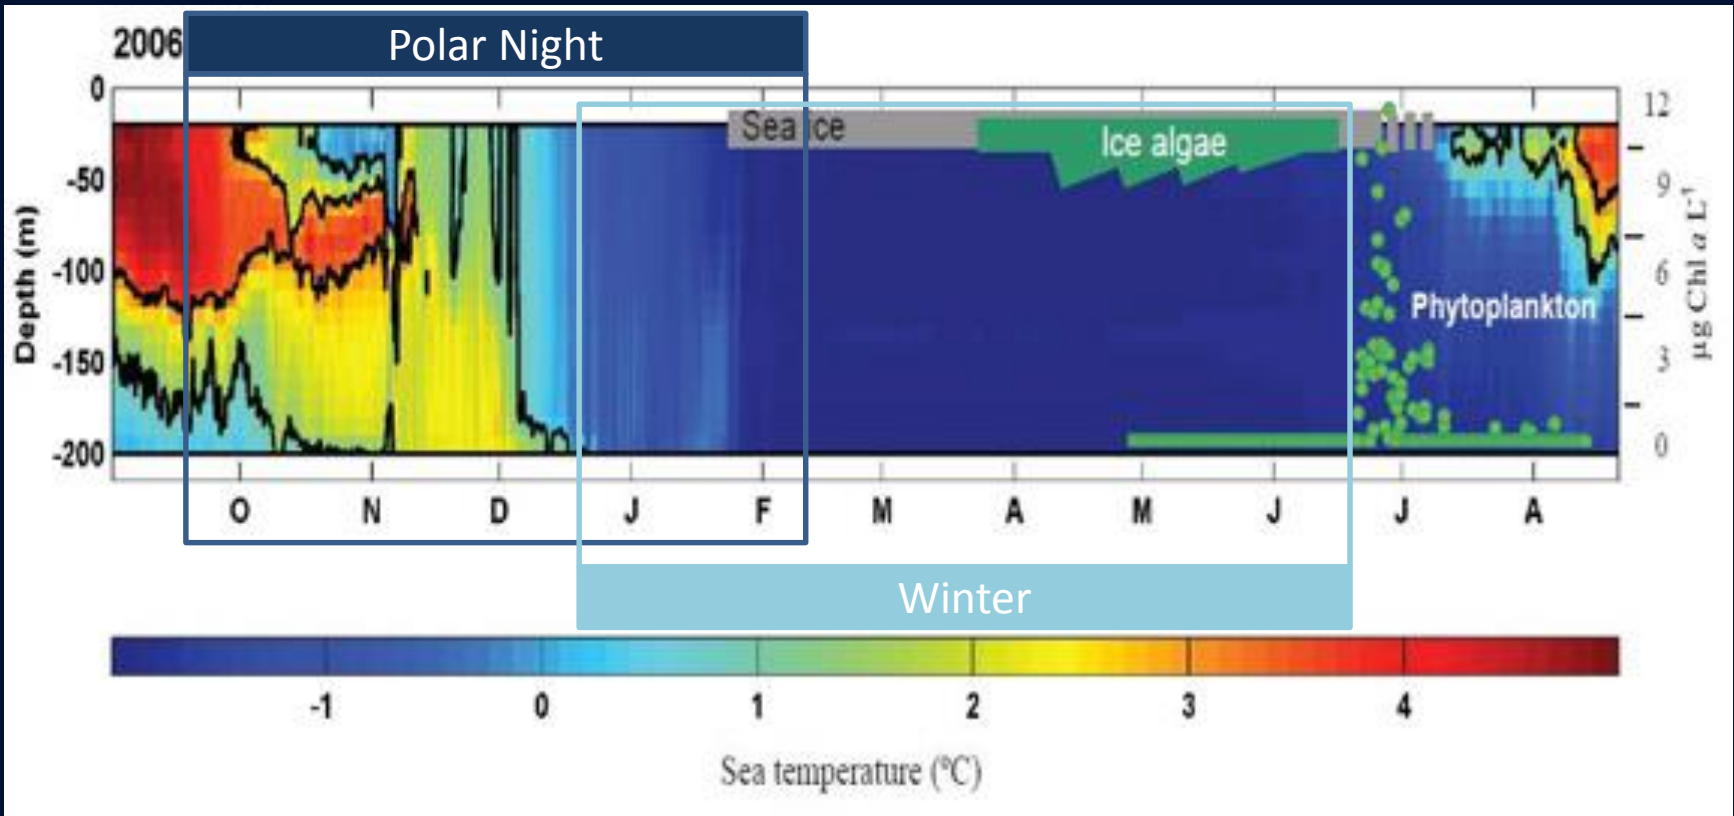 Polar Night
2006
0
-50
-100
-150
-200
Depth (m)
Sea ice
Ice algae
Phytoplankton
12
9
6
3
0
µg Chl a L⁻¹
O N D J F M A M J J A
Winter
-1 0 1 2 3 4
Sea temperature (°C)